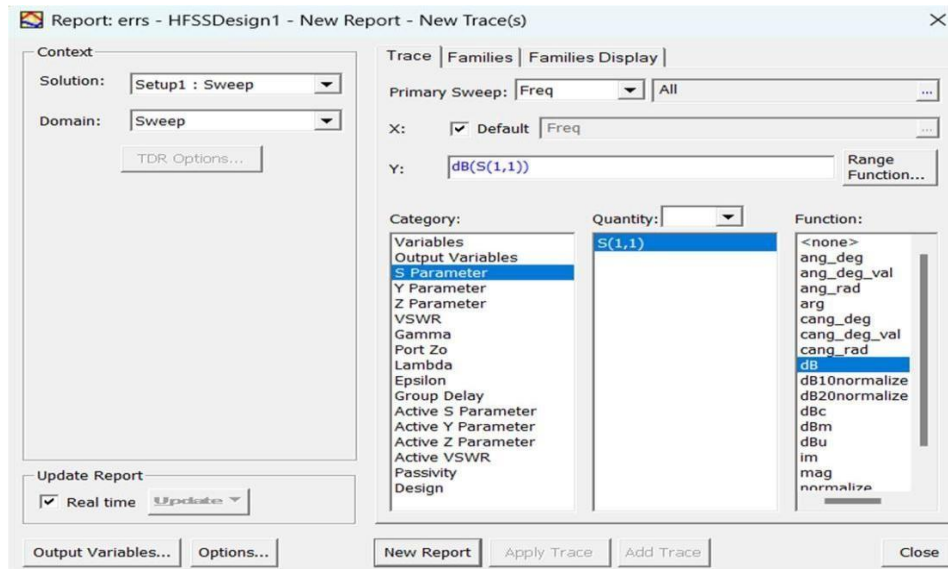 Report: errs - HFSSDesign1 - New Report - New Trace(s)
Context
Solution: Setup1 : Sweep
Domain: Sweep
TDR Options...
Update Report
Real time Update
Output Variables... Options...
Trace Families Families Display
Primary Sweep: Freq All ...
X: Default Freq ...
Y: dB(S(1,1)) Range Function...
Category:
Variables
Output Variables
S Parameter
Y Parameter
Z Parameter
VSWR
Gamma
Port Zo
Lambda
Epsilon
Group Delay
Active S Parameter
Active Y Parameter
Active Z Parameter
Active VSWR
Passivity
Design
Quantity:
S(1,1)
Function:
<none>
ang_deg
ang_deg_val
ang_rad
arg
cang_deg
cang_deg_val
cang_rad
dB
dB10normalize
dB20normalize
dBc
dBm
dBu
im
mag
normalize
New Report Apply Trace Add Trace Close